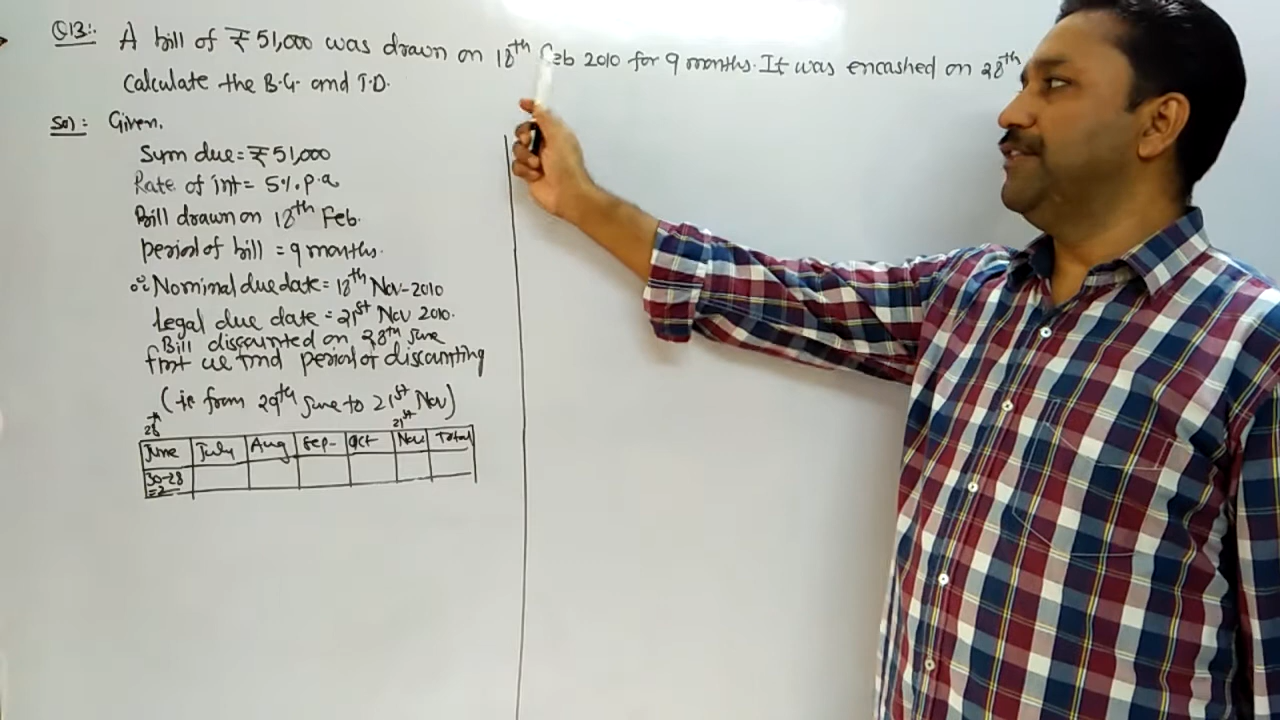 Q13:. A bill of ₹ 51,000 was drawn on 18th Feb 2010 for 9 months. It was encashed on 28th
Calculate the B.G. and T.D.
Sol: Given,
Sum due = ₹ 51,000
Rate of int = 5%. p.a
Bill drawn on 18th Feb.
period of bill = 9 months.
∴ Nominal due date = 18th Nov-2010
Legal due date = 21st Nov 2010.
Bill discounted on 28th June
first we find period of discounting
(ie from 29th June to 21st Nov)
28th 21st
June July Aug Sep- Oct Nov Total
30-28
=2